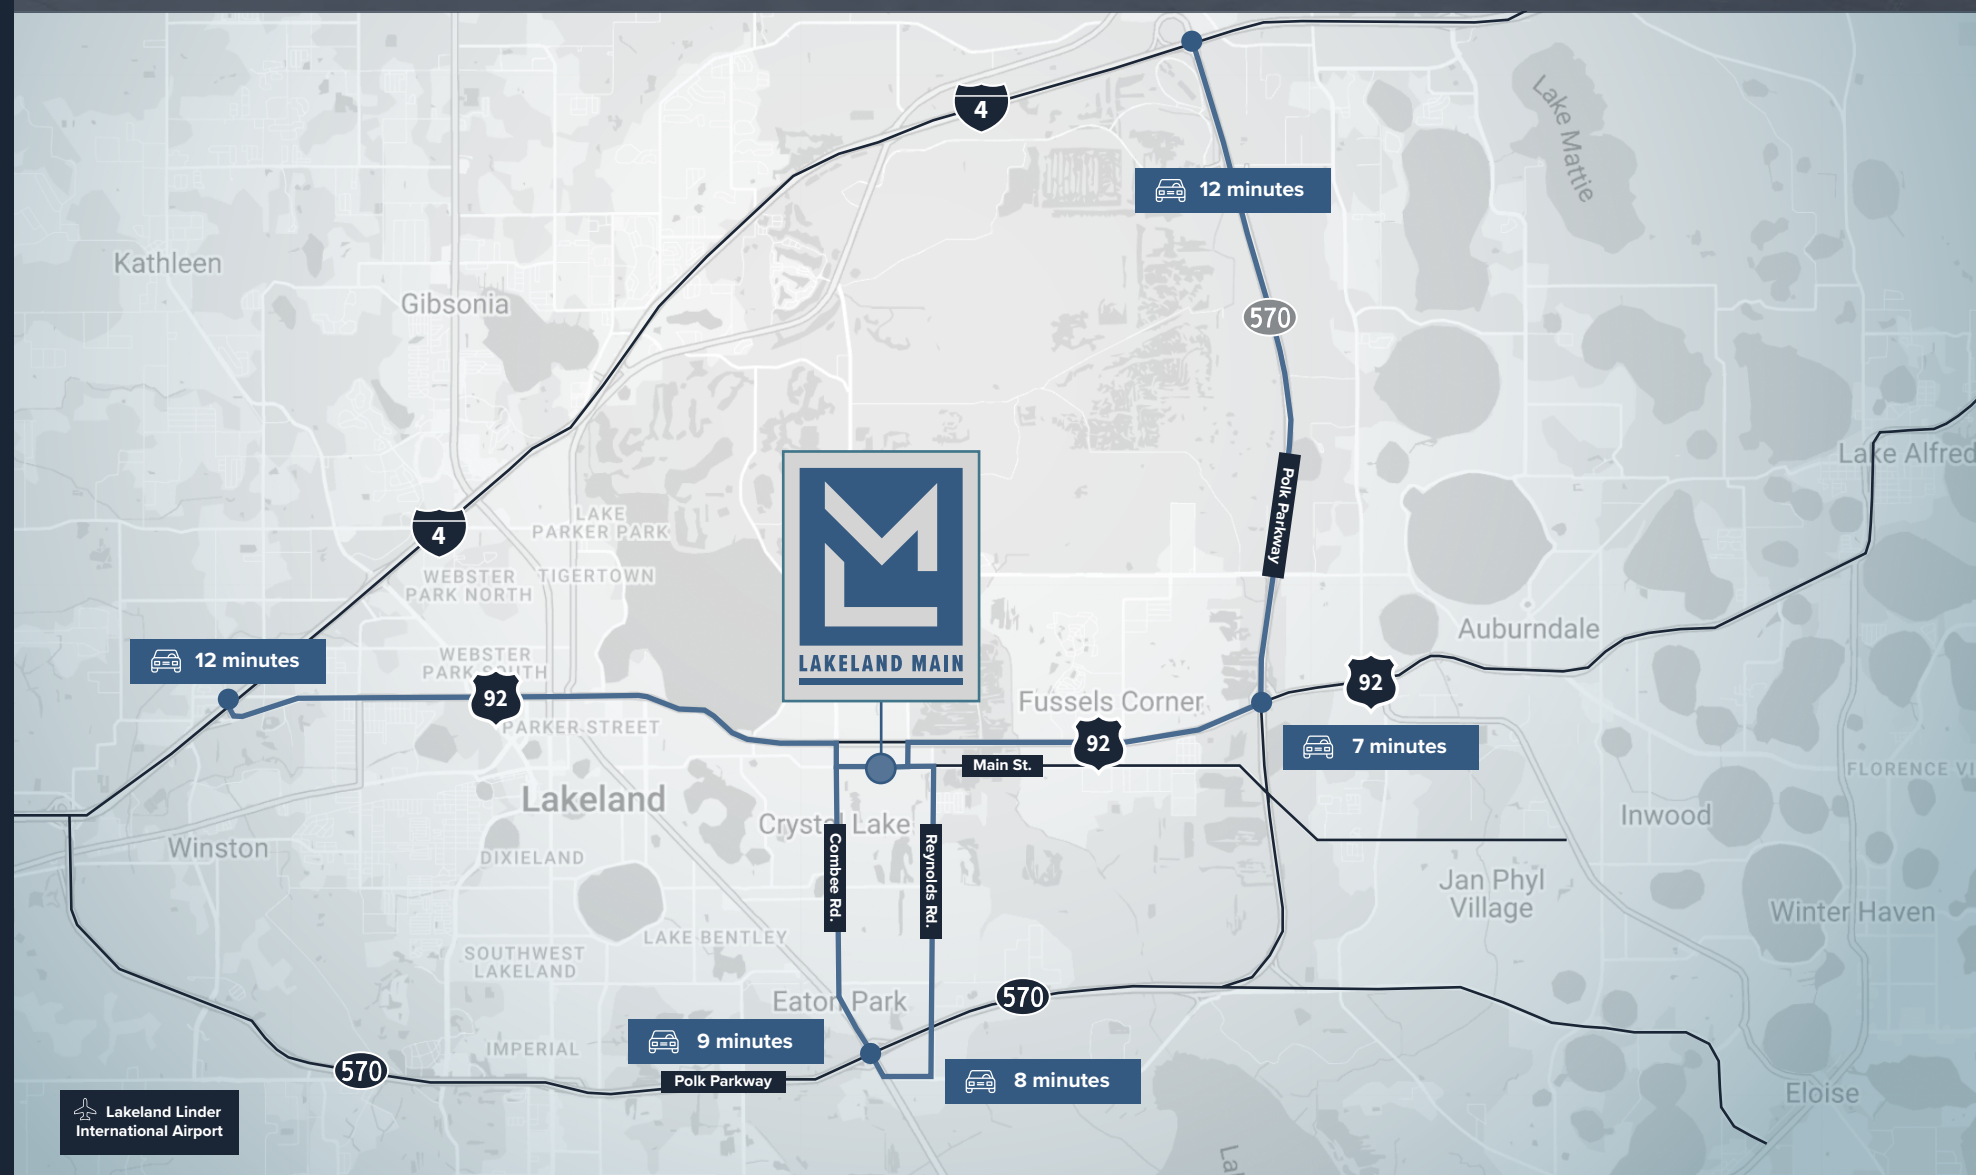 4
Lake Mattie
12 minutes
Kathleen
Gibsonia
570
Lake Alfred
Polk Parkway
LAKE
PARKER PARK
4
WEBSTER
PARK NORTH
TIGERTOWN
Auburndale
12 minutes
WEBSTER
PARK SOUTH
LAKELAND MAIN
92
92
Fussels Corner
PARKER STREET
92
7 minutes
Main St.
FLORENCE VI
Lakeland
Crystal Lake
Inwood
Winston
DIXIELAND
Combee Rd.
Reynolds Rd.
Jan Phyl
Village
Winter Haven
LAKE BENTLEY
SOUTHWEST
LAKELAND
Eaton Park
570
9 minutes
IMPERIAL
570
Polk Parkway
8 minutes
Eloise
Lakeland Linder
International Airport